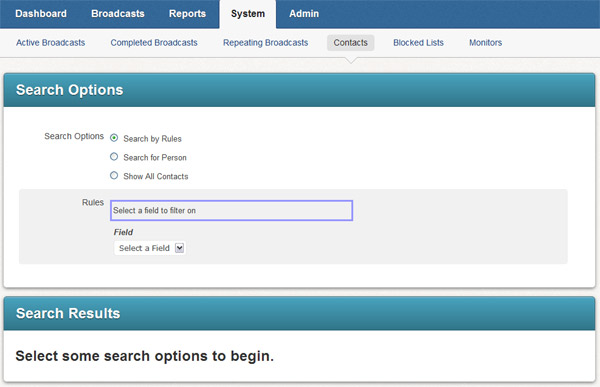 Dashboard Broadcasts Reports System Admin
Active Broadcasts Completed Broadcasts Repeating Broadcasts Contacts Blocked Lists Monitors
Search Options
Search Options Search by Rules
Search for Person
Show All Contacts
Rules Select a field to filter on
Field
Select a Field
Search Results
Select some search options to begin.